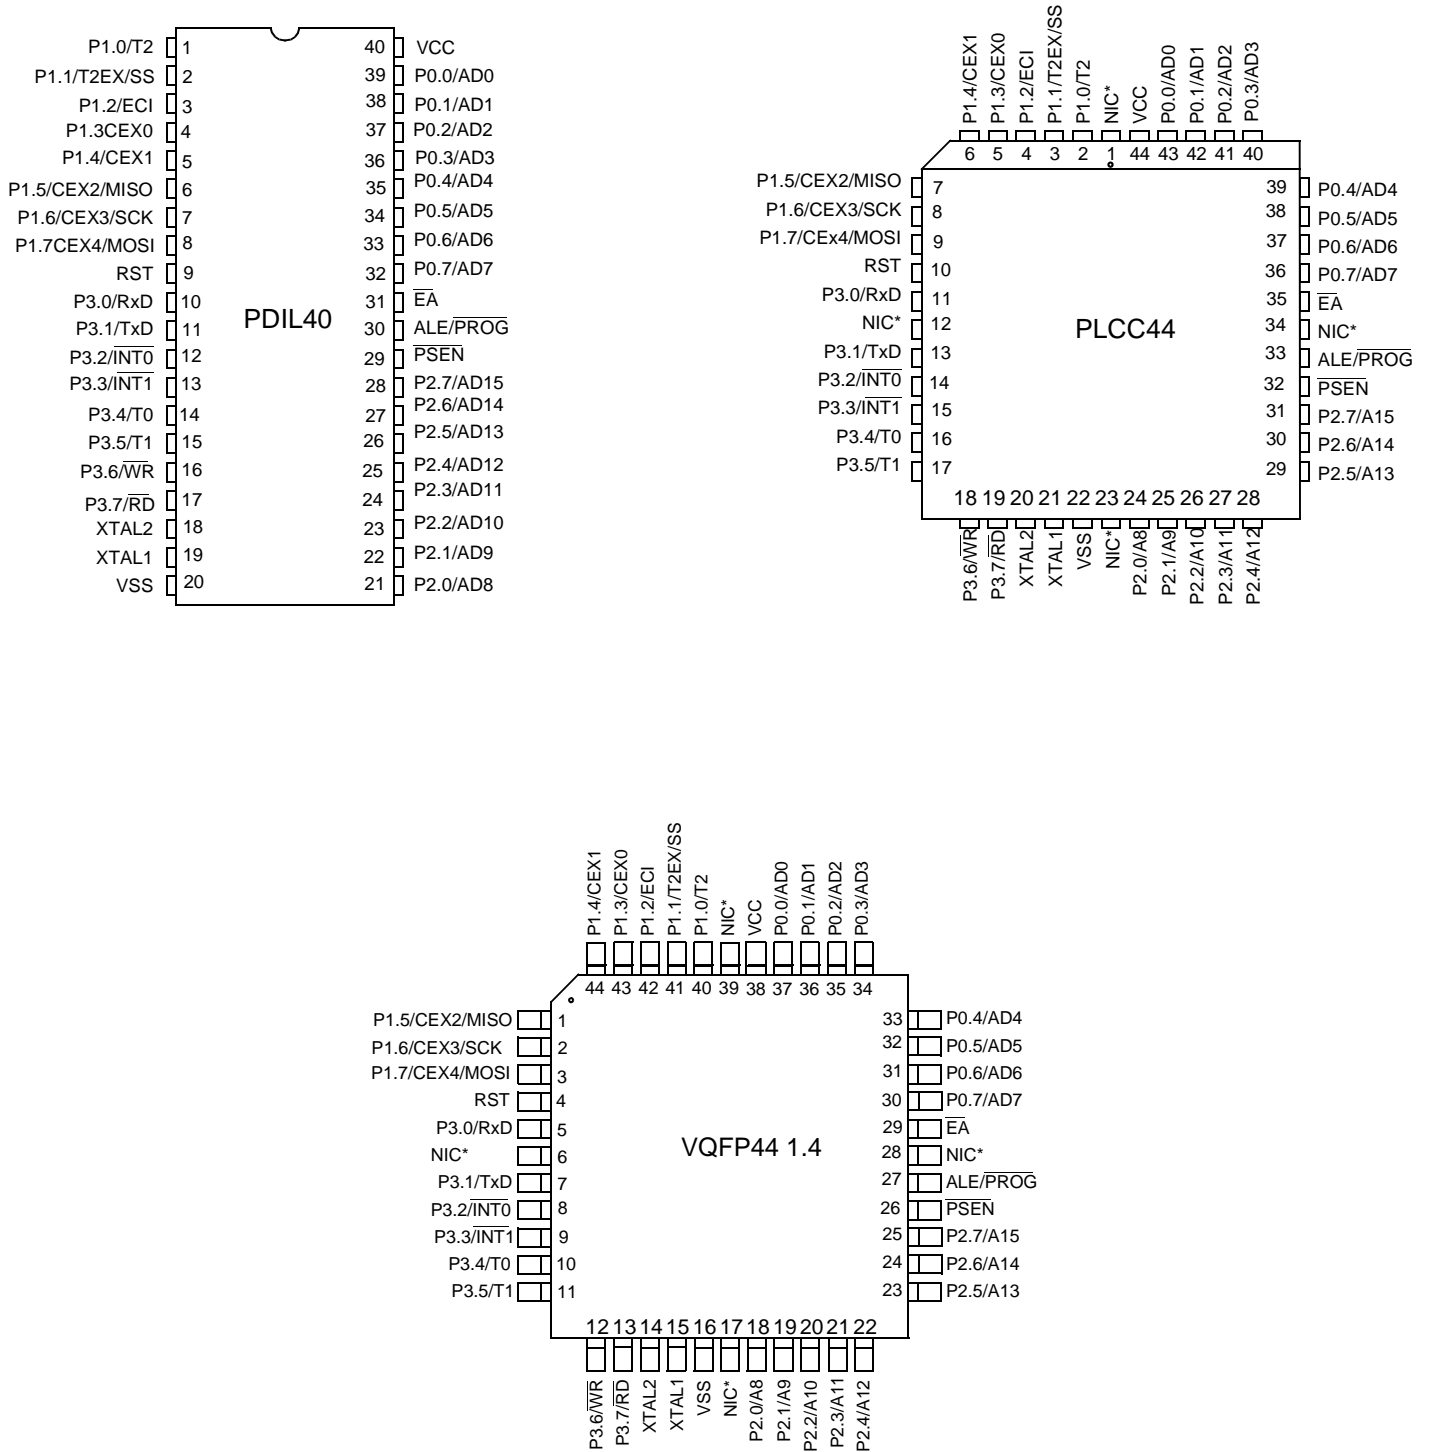 P1.0/T2 1 40 VCC
P1.1/T2EX/SS 2 39 P0.0/AD0
P1.2/ECI 3 38 P0.1/AD1
P1.3CEX0 4 37 P0.2/AD2
P1.4/CEX1 5 36 P0.3/AD3
P1.5/CEX2/MISO 6 35 P0.4/AD4
P1.6/CEX3/SCK 7 34 P0.5/AD5
P1.7CEX4/MOSI 8 33 P0.6/AD6
RST 9 32 P0.7/AD7
P3.0/RxD 10 31 EA
P3.1/TxD 11 30 ALE/PROG
PDIL40
P3.2/INT0 12 29 PSEN
P3.3/INT1 13 28 P2.7/AD15
P3.4/T0 14 27 P2.6/AD14
P3.5/T1 15 26 P2.5/AD13
P3.6/WR 16 25 P2.4/AD12
P3.7/RD 17 24 P2.3/AD11
XTAL2 18 23 P2.2/AD10
XTAL1 19 22 P2.1/AD9
VSS 20 21 P2.0/AD8
P1.4/CEX1
P1.3/CEX0
P1.2/ECI
P1.1/T2EX/SS
P1.0/T2
NIC*
VCC
P0.0/AD0
P0.1/AD1
P0.2/AD2
P0.3/AD3
6 5 4 3 2 1 44 43 42 41 40
P1.5/CEX2/MISO 7 39 P0.4/AD4
P1.6/CEX3/SCK 8 38 P0.5/AD5
P1.7/CEx4/MOSI 9 37 P0.6/AD6
RST 10 36 P0.7/AD7
P3.0/RxD 11 35 EA
NIC* 12 34 NIC*
PLCC44
P3.1/TxD 13 33 ALE/PROG
P3.2/INT0 14 32 PSEN
P3.3/INT1 15 31 P2.7/A15
P3.4/T0 16 30 P2.6/A14
P3.5/T1 17 29 P2.5/A13
18 19 20 21 22 23 24 25 26 27 28
P3.6/WR
P3.7/RD
XTAL2
XTAL1
VSS
NIC*
P2.0/A8
P2.1/A9
P2.2/A10
P2.3/A11
P2.4/A12
P1.4/CEX1
P1.3/CEX0
P1.2/ECI
P1.1/T2EX/SS
P1.0/T2
NIC*
VCC
P0.0/AD0
P0.1/AD1
P0.2/AD2
P0.3/AD3
44 43 42 41 40 39 38 37 36 35 34
P1.5/CEX2/MISO 1 33 P0.4/AD4
P1.6/CEX3/SCK 2 32 P0.5/AD5
P1.7/CEX4/MOSI 3 31 P0.6/AD6
RST 4 30 P0.7/AD7
P3.0/RxD 5 29 EA
VQFP44 1.4
NIC* 6 28 NIC*
P3.1/TxD 7 27 ALE/PROG
P3.2/INT0 8 26 PSEN
P3.3/INT1 9 25 P2.7/A15
P3.4/T0 10 24 P2.6/A14
P3.5/T1 11 23 P2.5/A13
12 13 14 15 16 17 18 19 20 21 22
P3.6/WR
P3.7/RD
XTAL2
XTAL1
VSS
NIC*
P2.0/A8
P2.1/A9
P2.2/A10
P2.3/A11
P2.4/A12